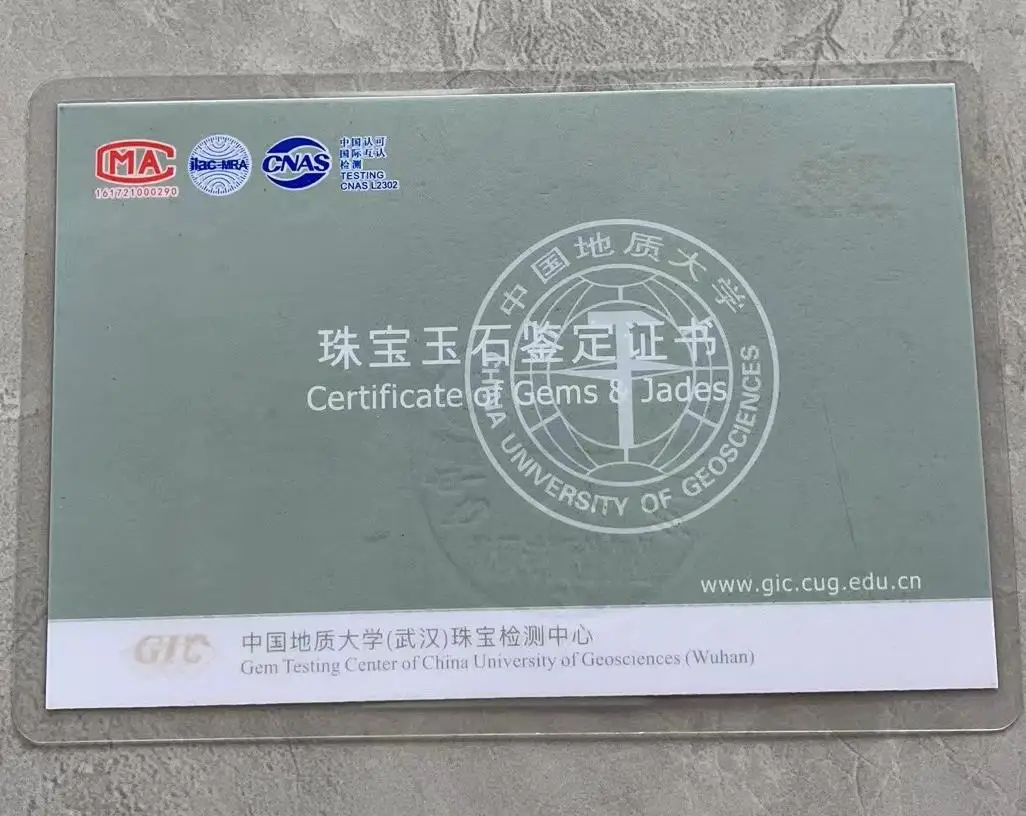 CMA
161721000290
ilac-MRA
CNAS
中国认可
国际互认
检测
TESTING
CNAS L2302
中国地质大学
CHINA UNIVERSITY OF GEOSCIENCES
珠宝玉石鉴定证书
Certificate of Gems & Jades
www.gic.cug.edu.cn
GIC
中国地质大学(武汉)珠宝检测中心
Gem Testing Center of China University of Geosciences (Wuhan)